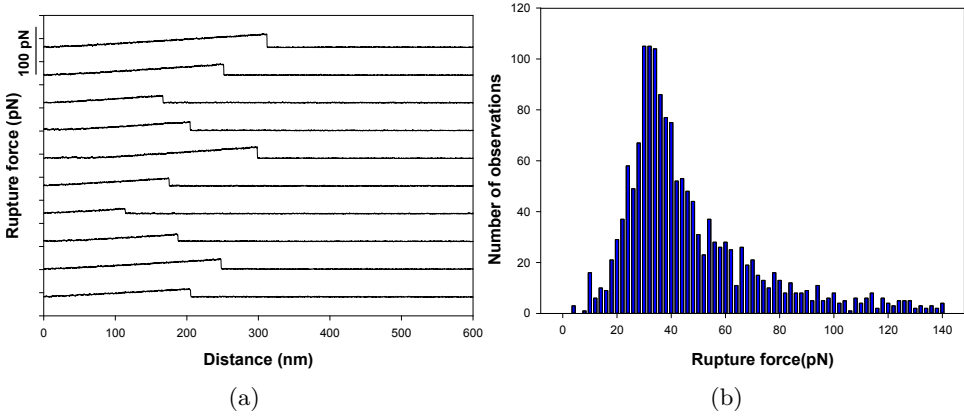 100 pN
Rupture force (pN)
0 100 200 300 400 500 600
Distance (nm)
(a)
120
100
80
60
40
20
0
Number of observations
0 20 40 60 80 100 120 140
Rupture force(pN)
(b)